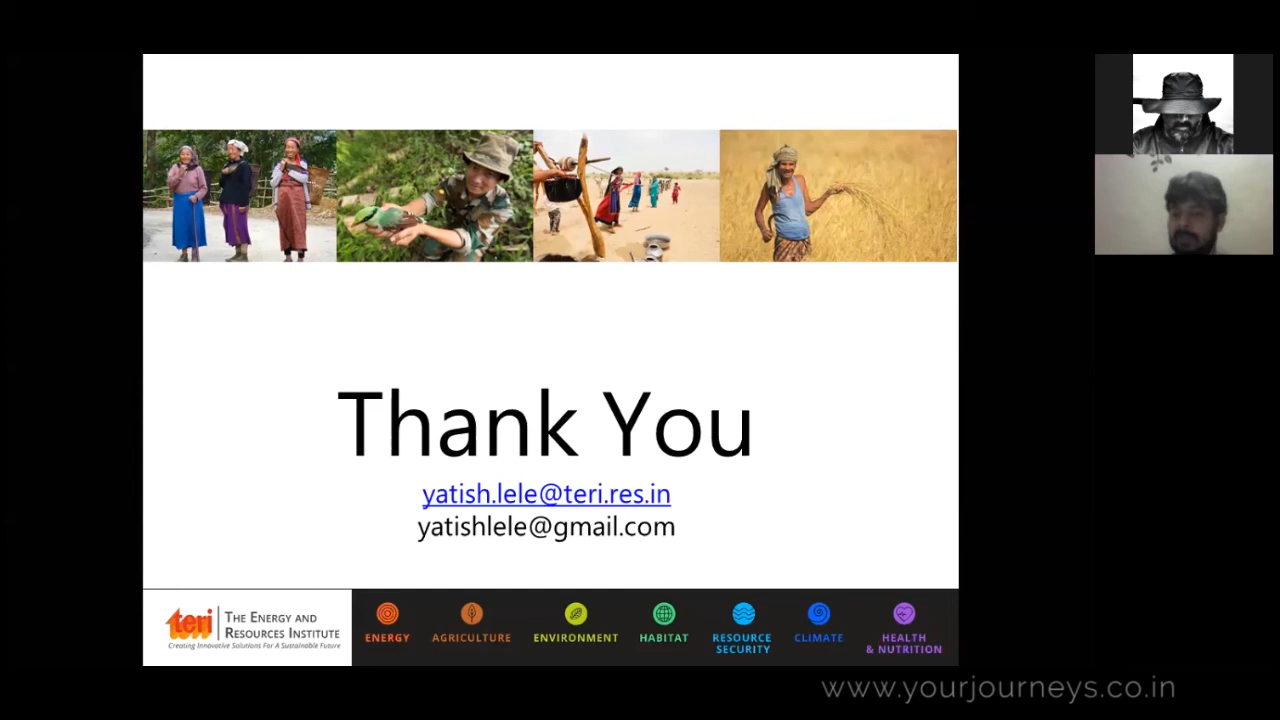 Thank You
yatish.lele@teri.res.in
yatishlele@gmail.com
teri
THE ENERGY AND
RESOURCES INSTITUTE
Creating Innovative Solutions For A Sustainable Future
ENERGY
AGRICULTURE
ENVIRONMENT
HABITAT
RESOURCE
SECURITY
CLIMATE
HEALTH
& NUTRITION
www.yourjourneys.co.in